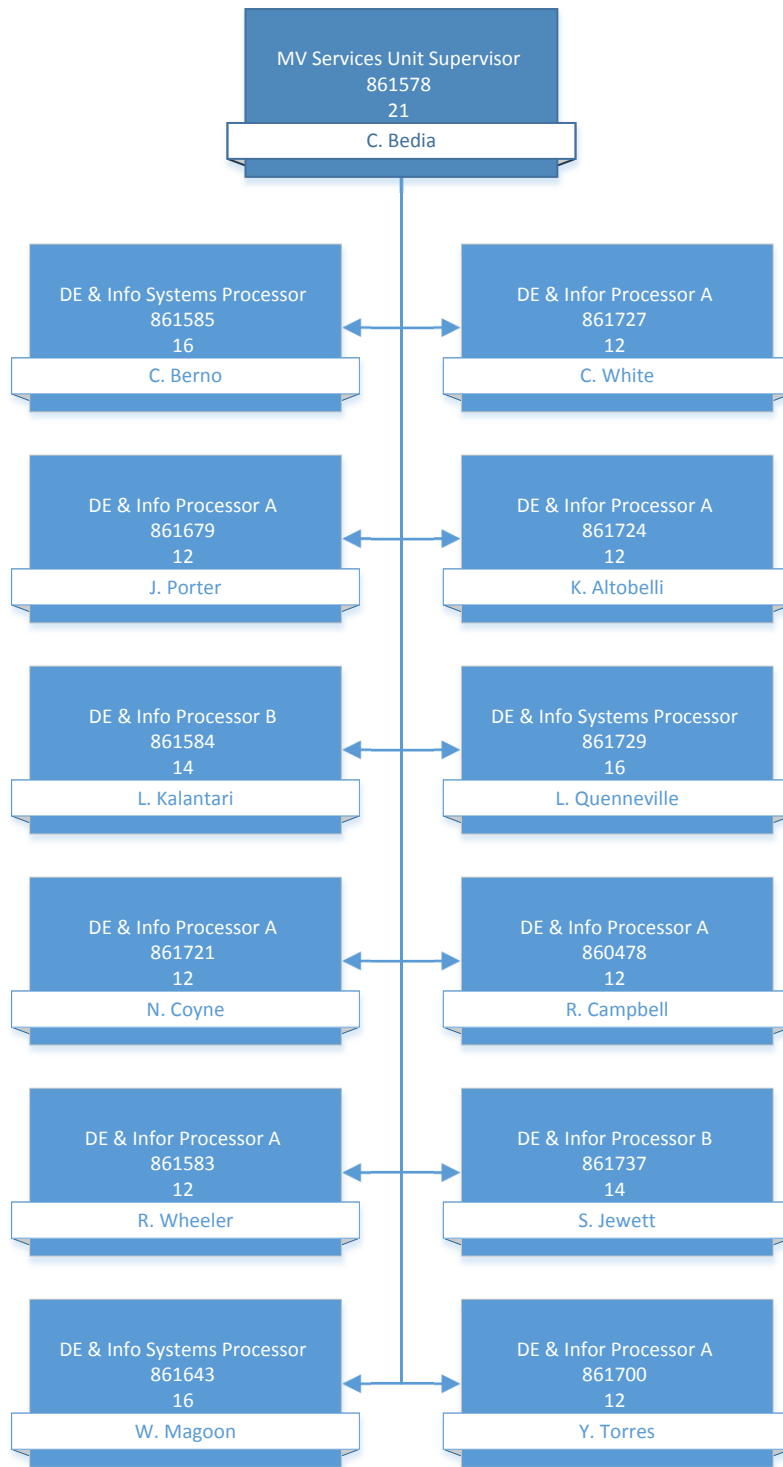 MV Services Unit Supervisor
861578
21
C. Bedia
DE & Info Systems Processor
861585
16
C. Berno
DE & Infor Processor A
861727
12
C. White
DE & Info Processor A
861679
12
J. Porter
DE & Infor Processor A
861724
12
K. Altobelli
DE & Info Processor B
861584
14
L. Kalantari
DE & Info Systems Processor
861729
16
L. Quenneville
DE & Info Processor A
861721
12
N. Coyne
DE & Info Processor A
860478
12
R. Campbell
DE & Infor Processor A
861583
12
R. Wheeler
DE & Infor Processor B
861737
14
S. Jewett
DE & Info Systems Processor
861643
16
W. Magoon
DE & Infor Processor A
861700
12
Y. Torres